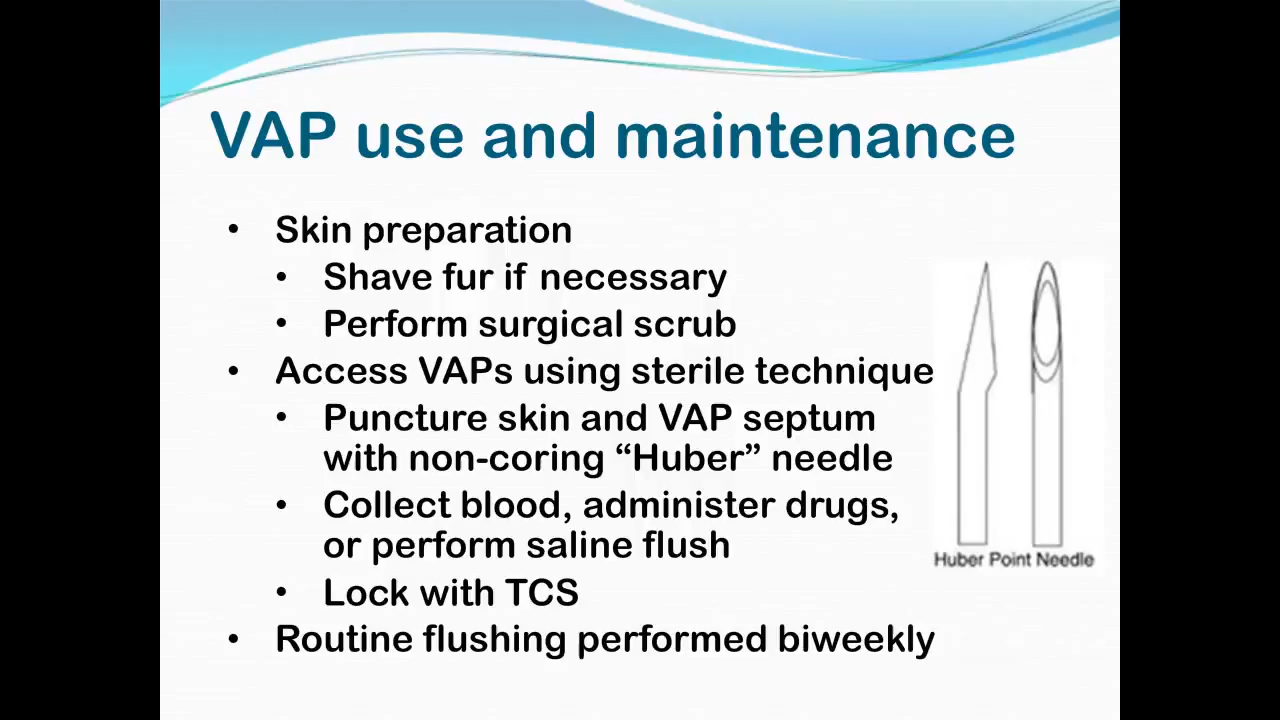 VAP use and maintenance
• Skin preparation
• Shave fur if necessary
• Perform surgical scrub
• Access VAPs using sterile technique
• Puncture skin and VAP septum
with non-coring “Huber” needle
• Collect blood, administer drugs,
or perform saline flush
Huber Point Needle
• Lock with TCS
• Routine flushing performed biweekly